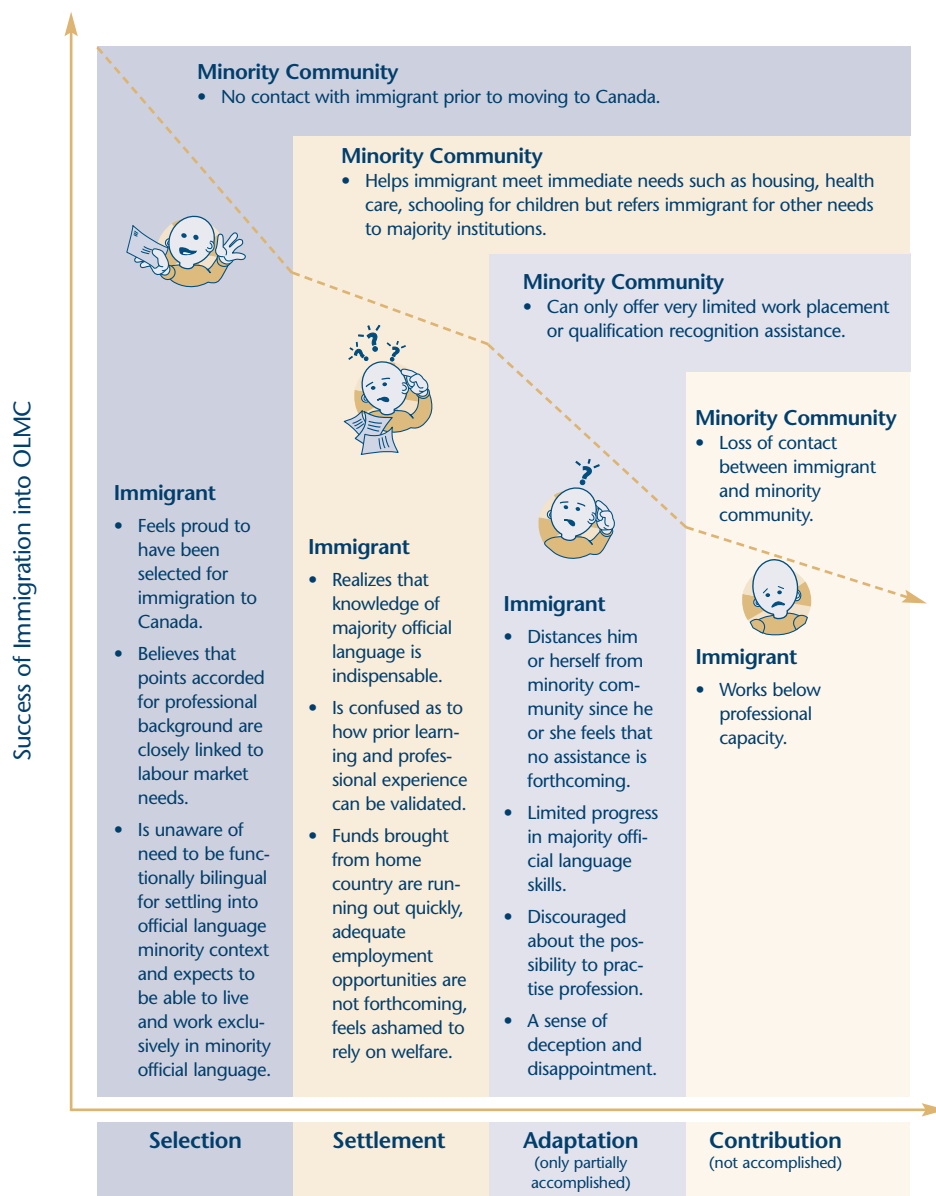 Success of Immigration into OLMC
Minority Community
• No contact with immigrant prior to moving to Canada.
Immigrant
• Feels proud to
have been
selected for
immigration to
Canada.
• Believes that
points accorded
for professional
background are
closely linked to
labour market
needs.
• Is unaware of
need to be func-
tionally bilingual
for settling into
official language
minority context
and expects to
be able to live
and work exclu-
sively in minority
official language.
Minority Community
• Helps immigrant meet immediate needs such as housing, health
care, schooling for children but refers immigrant for other needs
to majority institutions.
? ? ?
Immigrant
• Realizes that
knowledge of
majority official
language is
indispensable.
• Is confused as to
how prior learn-
ing and profes-
sional experience
can be validated.
• Funds brought
from home
country are run-
ning out quickly,
adequate
employment
opportunities are
not forthcoming,
feels ashamed to
rely on welfare.
Minority Community
• Can only offer very limited work placement
or qualification recognition assistance.
?
Immigrant
• Distances him
or herself from
minority com-
munity since he
or she feels that
no assistance is
forthcoming.
• Limited progress
in majority offi-
cial language
skills.
• Discouraged
about the pos-
sibility to prac-
tise profession.
• A sense of
deception and
disappointment.
Minority Community
• Loss of contact
between immigrant
and minority
community.
Immigrant
• Works below
professional
capacity.
Selection
Settlement
Adaptation
(only partially
accomplished)
Contribution
(not accomplished)